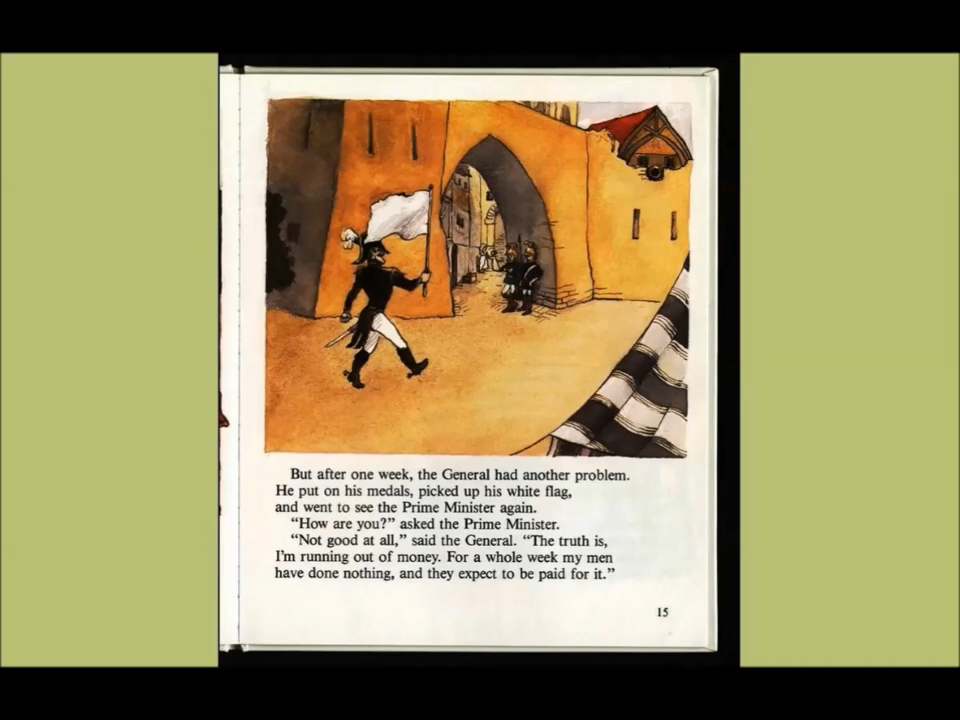 But after one week, the General had another problem.
He put on his medals, picked up his white flag,
and went to see the Prime Minister again.
“How are you?” asked the Prime Minister.
“Not good at all,” said the General. “The truth is,
I’m running out of money. For a whole week my men
have done nothing, and they expect to be paid for it.”
15